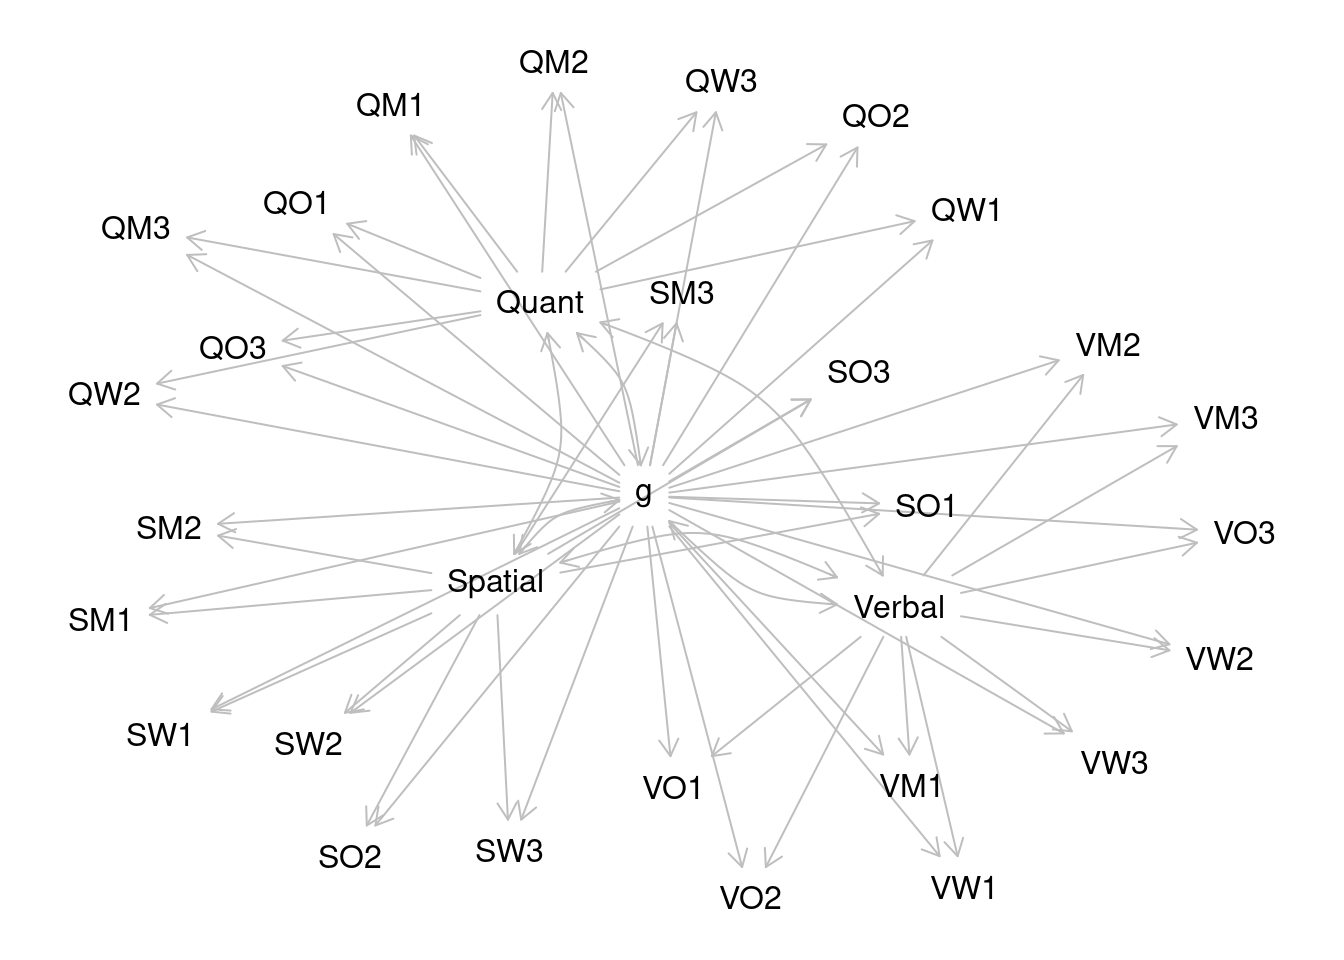 QM2
QW3
QM1
QO2
QO1
QW1
QM3
SM3
Quant
VM2
QO3
SO3
QW2
VM3
g
SO1
SM2
VO3
Spatial
Verbal
SM1
VW2
SW1
SW2
VW3
VO1
VM1
SW3
SO2
VW1
VO2